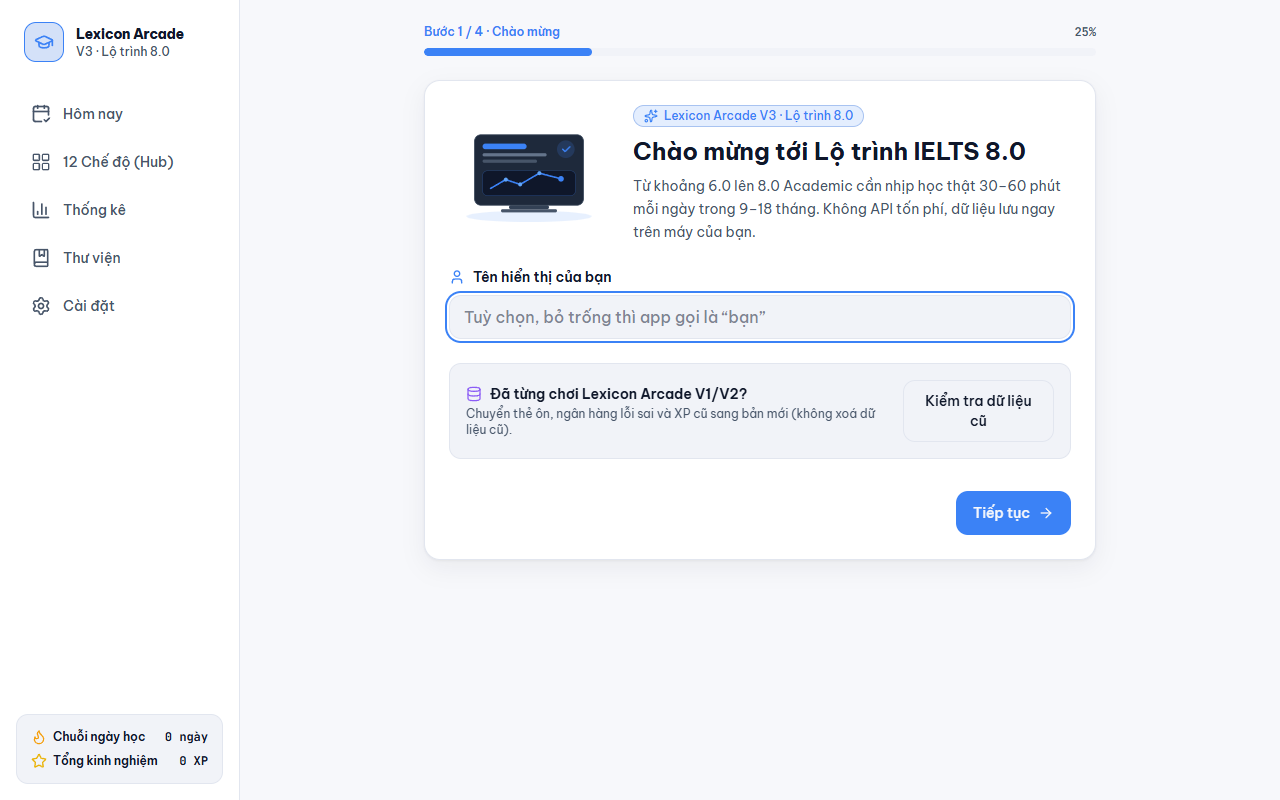 Lexicon Arcade
V3 · Lộ trình 8.0
Hôm nay
12 Chế độ (Hub)
Thống kê
Thư viện
Cài đặt
Chuỗi ngày học 0 ngày
Tổng kinh nghiệm 0 XP
Bước 1 / 4 · Chào mừng 25%
Lexicon Arcade V3 · Lộ trình 8.0
Chào mừng tới Lộ trình IELTS 8.0
Từ khoảng 6.0 lên 8.0 Academic cần nhịp học thật 30–60 phút
mỗi ngày trong 9–18 tháng. Không API tốn phí, dữ liệu lưu ngay
trên máy của bạn.
Tên hiển thị của bạn
Tuỳ chọn, bỏ trống thì app gọi là “bạn”
Đã từng chơi Lexicon Arcade V1/V2?
Chuyển thẻ ôn, ngân hàng lỗi sai và XP cũ sang bản mới (không xoá dữ
liệu cũ).
Kiểm tra dữ liệu
cũ
Tiếp tục